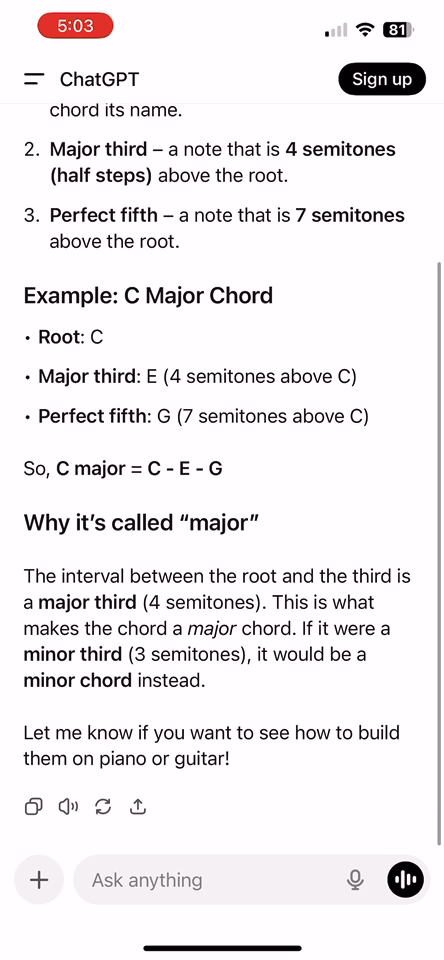 5:03
81
ChatGPT
Sign up
chord its name.
2. Major third – a note that is 4 semitones
(half steps) above the root.
3. Perfect fifth – a note that is 7 semitones
above the root.
Example: C Major Chord
• Root: C
• Major third: E (4 semitones above C)
• Perfect fifth: G (7 semitones above C)
So, C major = C - E - G
Why it’s called “major”
The interval between the root and the third is
a major third (4 semitones). This is what
makes the chord a major chord. If it were a
minor third (3 semitones), it would be a
minor chord instead.
Let me know if you want to see how to build
them on piano or guitar!
Ask anything